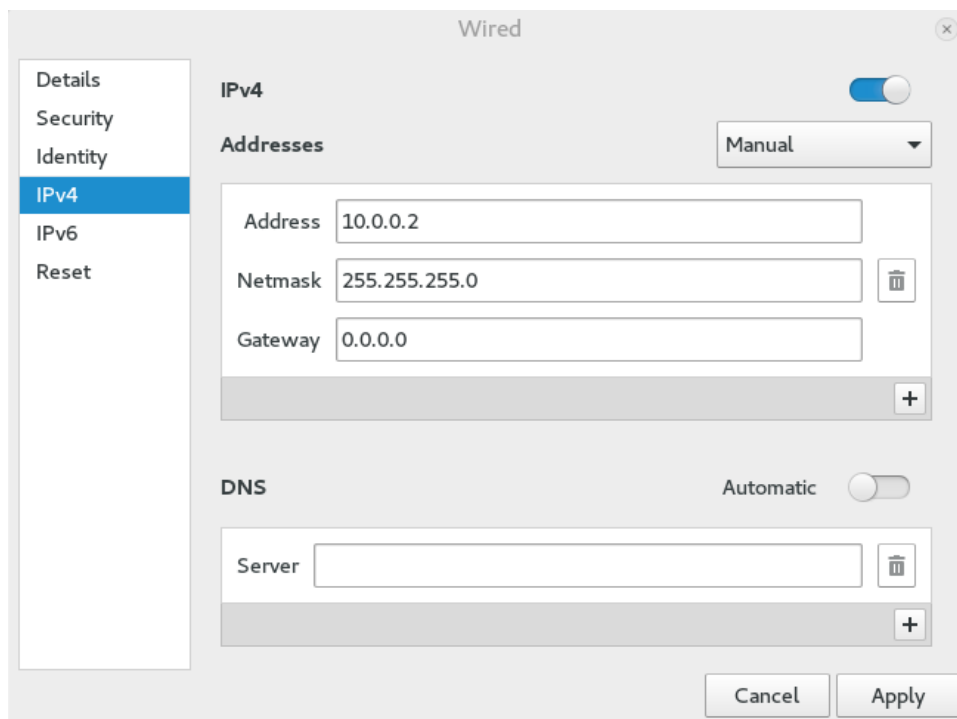 Wired
Details
Security
Identity
IPv4
IPv6
Reset
IPv4
Addresses
Manual
Address 10.0.0.2
Netmask 255.255.255.0
Gateway 0.0.0.0
+
DNS
Automatic
Server
+
Cancel
Apply